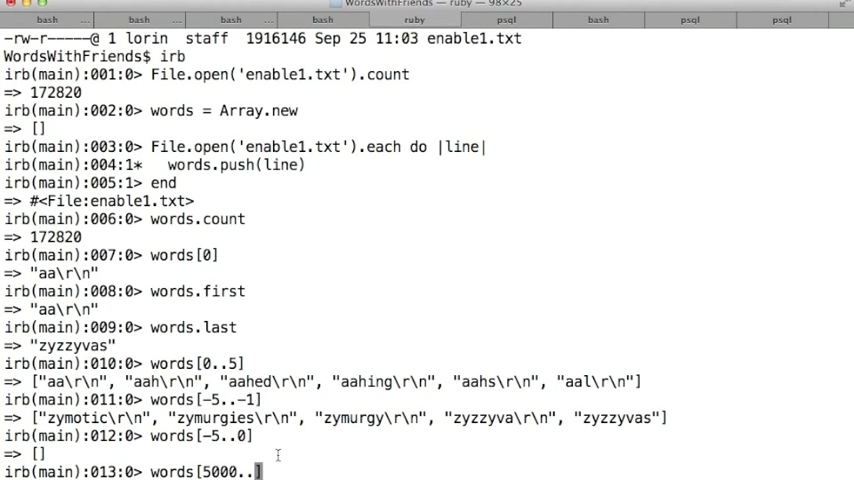 WordsWithFriends — ruby — 98×25
bash ... bash ... bash ... bash ruby psql bash psql psql
-rw-r-----@ 1 lorin  staff  1916146 Sep 25 11:03 enable1.txt
WordsWithFriends$ irb
irb(main):001:0> File.open('enable1.txt').count
=> 172820
irb(main):002:0> words = Array.new
=> []
irb(main):003:0> File.open('enable1.txt').each do |line|
irb(main):004:1*   words.push(line)
irb(main):005:1> end
=> #<File:enable1.txt>
irb(main):006:0> words.count
=> 172820
irb(main):007:0> words[0]
=> "aa\r\n"
irb(main):008:0> words.first
=> "aa\r\n"
irb(main):009:0> words.last
=> "zyzzyvas"
irb(main):010:0> words[0..5]
=> ["aa\r\n", "aah\r\n", "aahed\r\n", "aahing\r\n", "aahs\r\n", "aal\r\n"]
irb(main):011:0> words[-5..-1]
=> ["zymotic\r\n", "zymurgies\r\n", "zymurgy\r\n", "zyzzyva\r\n", "zyzzyvas"]
irb(main):012:0> words[-5..0]
=> []
irb(main):013:0> words[5000..]